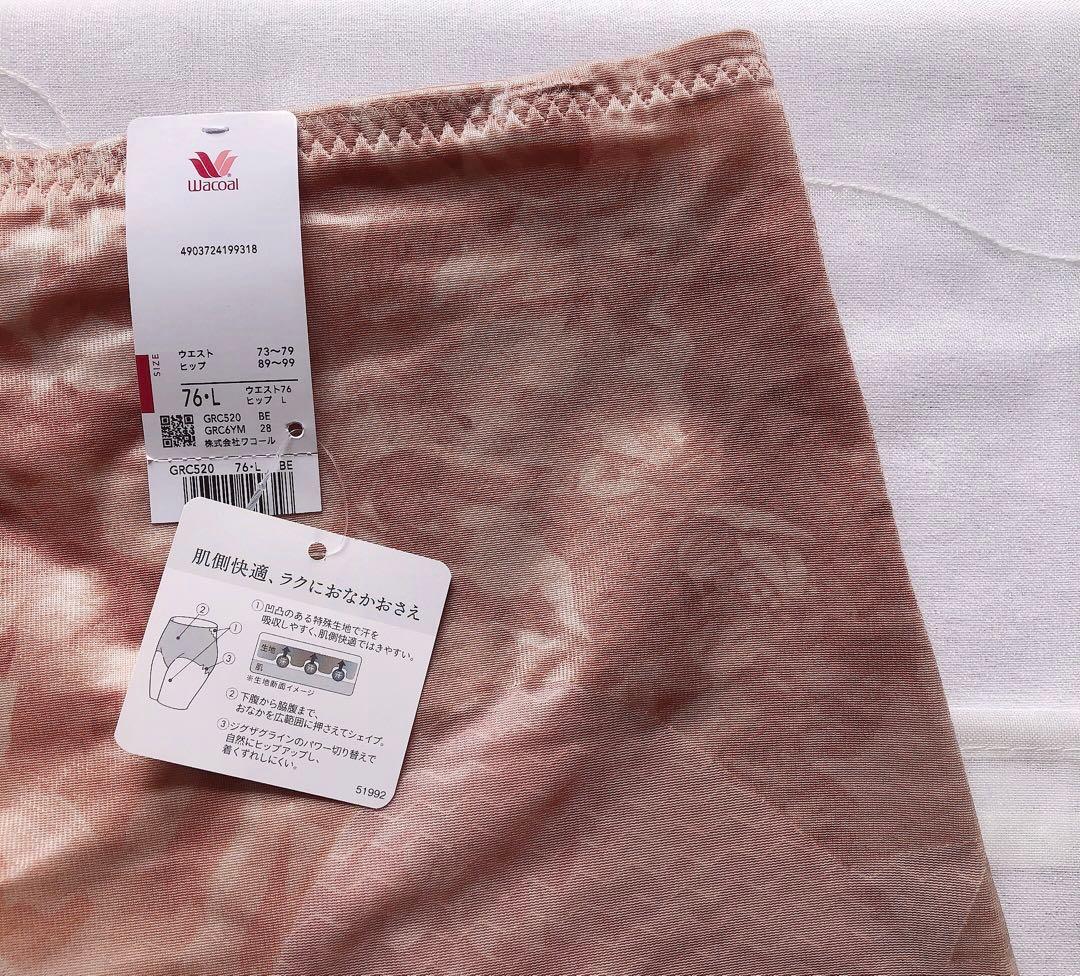 Wacoal
4903724199318
SIZE
ウエスト 73〜79
ヒップ 89〜99
76・L ウエスト76
ヒップ L
GRC520 BE
GRC6YM 28
株式会社ワコール
GRC520 76・L BE
肌側快適、ラクにおなかおさえ
①凹凸のある特殊生地で汗を
吸収しやすく、肌側快適ではきやすい。
② ① ③
生地
汗 汗 汗
肌
※生地断面イメージ
②下腹から脇腹まで、
おなかを広範囲に押さえてシェイプ。
③ジグザグラインのパワー切り替えで
自然にヒップアップし、
着くずれしにくい。
51992